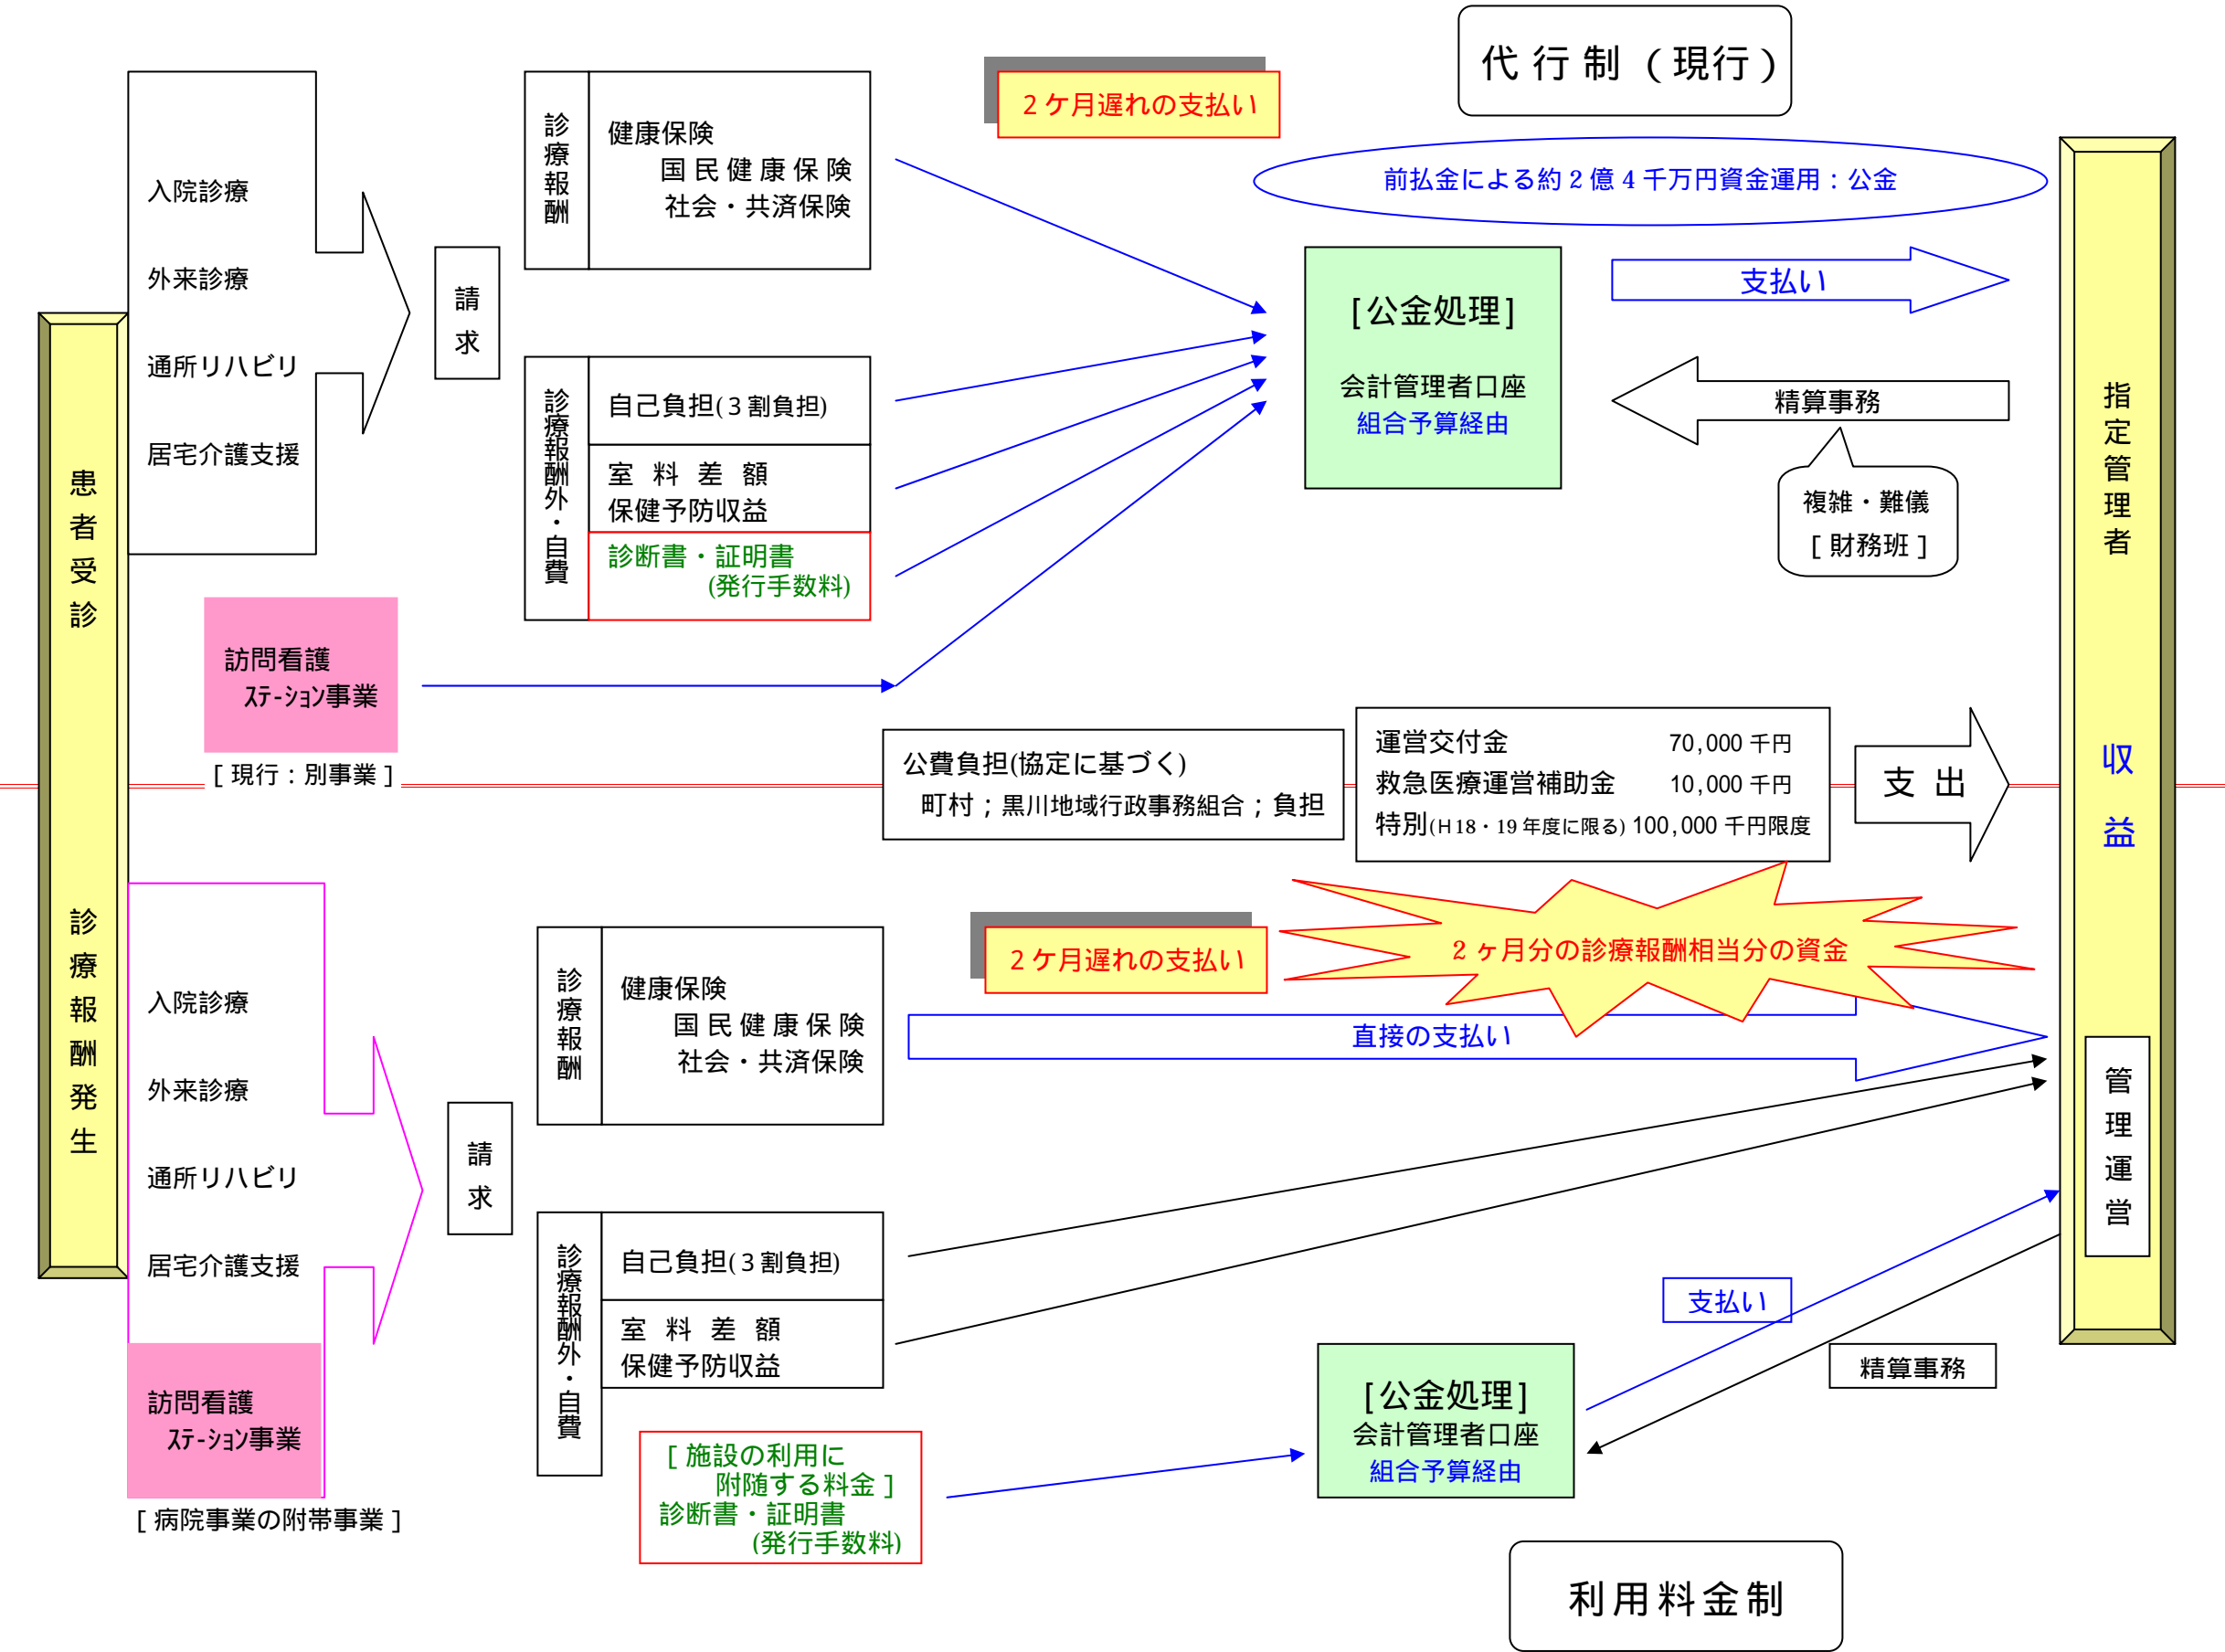 代 行 制 ( 現行 )
2 ケ月遅れの支払い
前払金による約 2 億 4 千万円資金運用 : 公金
患者受診
診療報酬発生
入院診療
外来診療
通所リハビリ
居宅介護支援
請求
診療報酬
健康保険
国 民 健 康 保 険
社会・共済保険
診療報酬外・自費
自己負担( 3 割負担)
室 料 差 額
保健予防収益
診断書・証明書
(発行手数料)
訪問看護
ｽﾃ-ｼｮﾝ事業
[ 現行 : 別事業 ]
[公金処理]
会計管理者口座
組合予算経由
支払い
精算事務
複雑・難儀
[ 財務班 ]
指定管理者
収益
公費負担(協定に基づく)
町村 ; 黒川地域行政事務組合 ; 負担
運営交付金 70,000 千円
救急医療運営補助金 10,000 千円
特別(H18・19 年度に限る) 100,000 千円限度
支 出
入院診療
外来診療
通所リハビリ
居宅介護支援
訪問看護
ｽﾃ-ｼｮﾝ事業
[ 病院事業の附帯事業 ]
請求
診療報酬
健康保険
国 民 健 康 保 険
社会・共済保険
2 ケ月遅れの支払い
2 ヶ月分の診療報酬相当分の資金
直接の支払い
診療報酬外・自費
自己負担( 3 割負担)
室 料 差 額
保健予防収益
[ 施設の利用に
附随する料金 ]
診断書・証明書
(発行手数料)
[公金処理]
会計管理者口座
組合予算経由
支払い
精算事務
管理運営
利用料金制